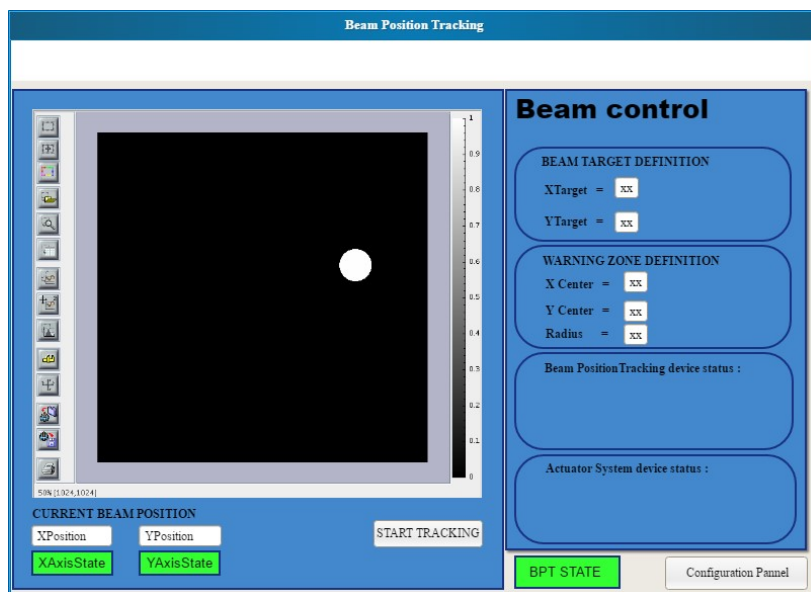 Beam Position Tracking
1
0.9
0.8
0.7
0.6
0.5
0.4
0.3
0.2
0.1
0
50% [1024,1024]
CURRENT BEAM POSITION
XPosition YPosition START TRACKING
XAxisState YAxisState
Beam control
BEAM TARGET DEFINITION
XTarget = xx
YTarget = xx
WARNING ZONE DEFINITION
X Center = xx
Y Center = xx
Radius = xx
Beam PositionTracking device status :
Actuator System device status :
BPT STATE Configuration Pannel